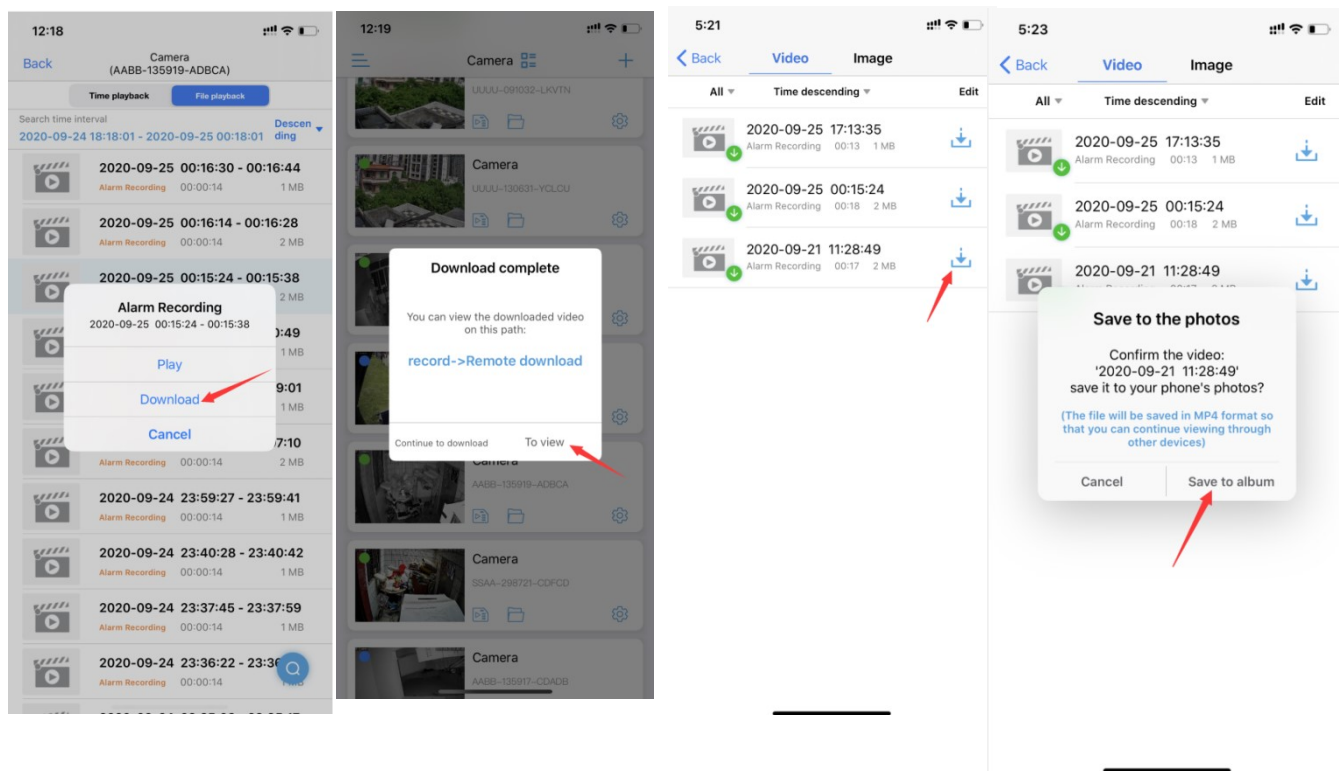 12:18
Back
Camera
(AABB-135919-ADBCA)
Time playback File playback
Search time interval
2020-09-24 18:18:01 - 2020-09-25 00:18:01
Descen
ding
2020-09-25 00:16:30 - 00:16:44
Alarm Recording 00:00:14 1 MB
2020-09-25 00:16:14 - 00:16:28
Alarm Recording 00:00:14 2 MB
2020-09-25 00:15:24 - 00:15:38
2 MB
Alarm Recording
2020-09-25 00:15:24 - 00:15:38
Play
Download
Cancel
0:49
1 MB
9:01
1 MB
7:10
Alarm Recording 00:00:14 2 MB
2020-09-24 23:59:27 - 23:59:41
Alarm Recording 00:00:14 1 MB
2020-09-24 23:40:28 - 23:40:42
Alarm Recording 00:00:14 1 MB
2020-09-24 23:37:45 - 23:37:59
Alarm Recording 00:00:14 1 MB
2020-09-24 23:36:22 - 23:36
Alarm Recording 00:00:14
12:19
Camera
UUUU-091032-LKVTN
Camera
UUUU-130631-YCLCU
Download complete
You can view the downloaded video
on this path:
record->Remote download
Continue to download To view
Camera
AABB-135919-ADBCA
Camera
SSAA-298721-CDFCD
Camera
AABB-135917-CDADB
5:21
Back Video Image
All Time descending Edit
2020-09-25 17:13:35
Alarm Recording 00:13 1 MB
2020-09-25 00:15:24
Alarm Recording 00:18 2 MB
2020-09-21 11:28:49
Alarm Recording 00:17 2 MB
5:23
Back Video Image
All Time descending Edit
2020-09-25 17:13:35
Alarm Recording 00:13 1 MB
2020-09-25 00:15:24
Alarm Recording 00:18 2 MB
2020-09-21 11:28:49
Save to the photos
Confirm the video:
'2020-09-21 11:28:49'
save it to your phone's photos?
(The file will be saved in MP4 format so
that you can continue viewing through
other devices)
Cancel Save to album